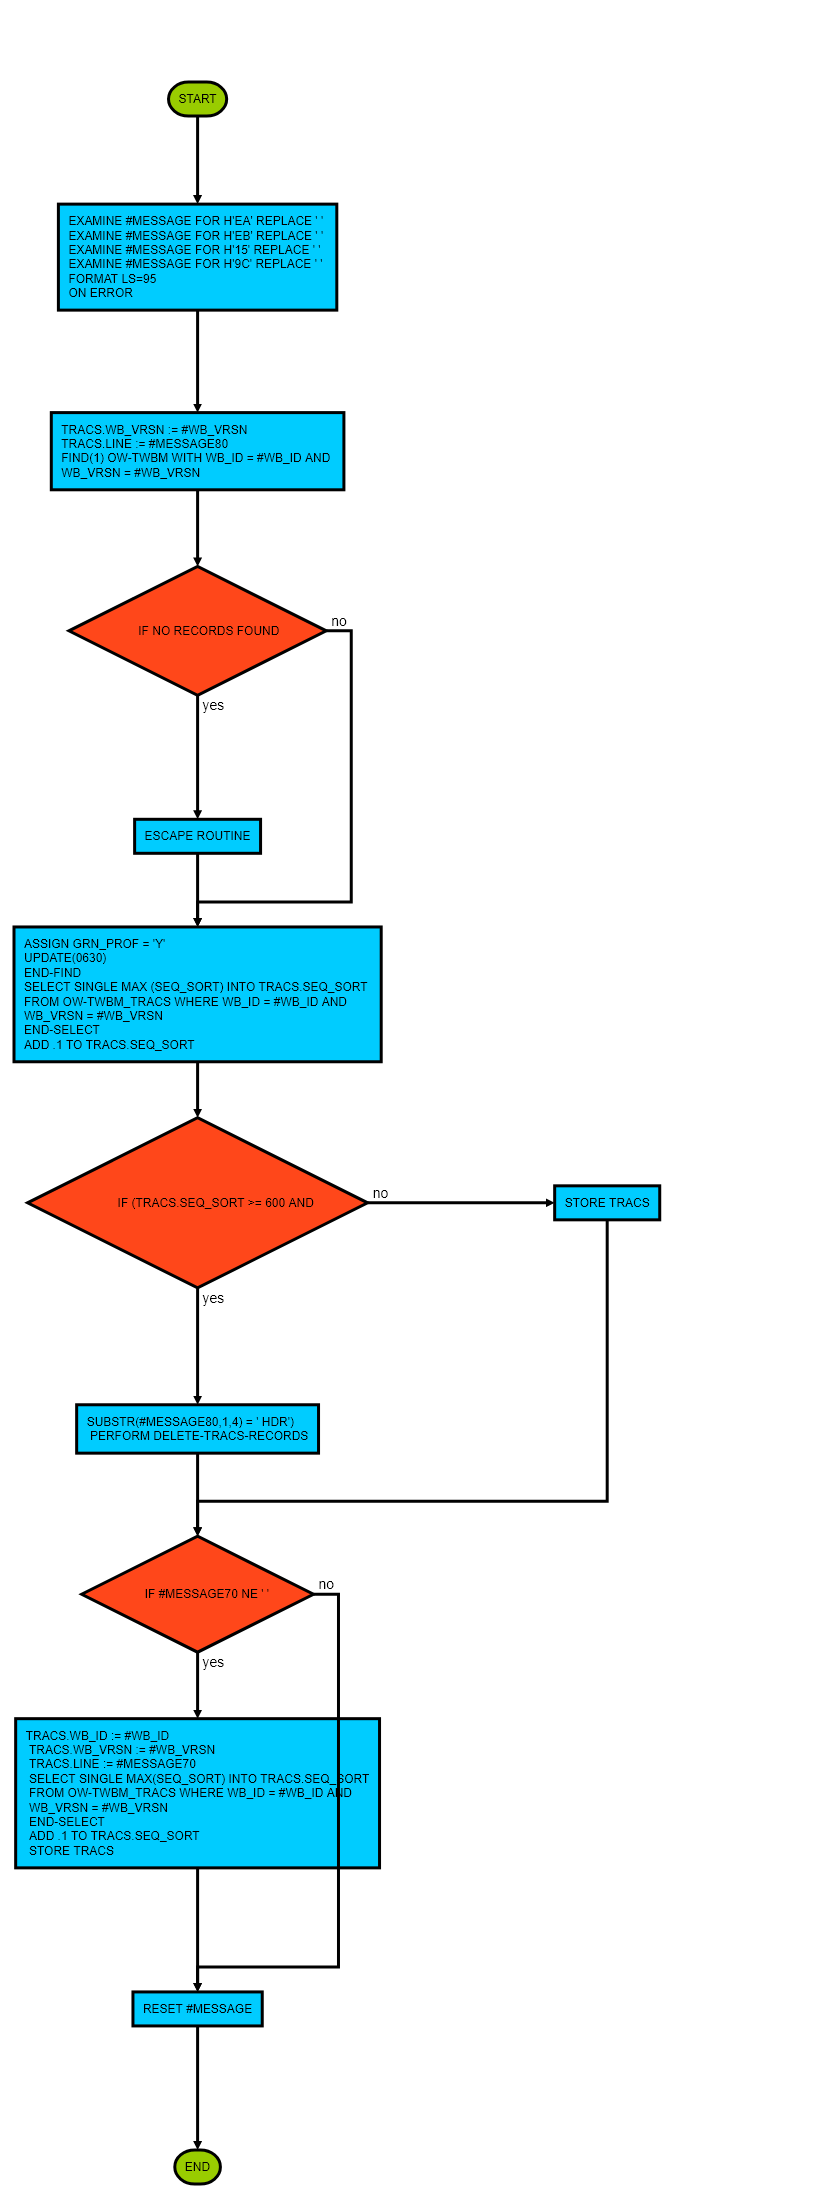 START
EXAMINE #MESSAGE FOR H'EA' REPLACE ' '
EXAMINE #MESSAGE FOR H'EB' REPLACE ' '
EXAMINE #MESSAGE FOR H'15' REPLACE ' '
EXAMINE #MESSAGE FOR H'9C' REPLACE ' '
FORMAT LS=95
ON ERROR
TRACS.WB_VRSN := #WB_VRSN
TRACS.LINE := #MESSAGE80
FIND(1) OW-TWBM WITH WB_ID = #WB_ID AND
WB_VRSN = #WB_VRSN
IF NO RECORDS FOUND
no
yes
ESCAPE ROUTINE
ASSIGN GRN_PROF = 'Y'
UPDATE(0630)
END-FIND
SELECT SINGLE MAX (SEQ_SORT) INTO TRACS.SEQ_SORT
FROM OW-TWBM_TRACS WHERE WB_ID = #WB_ID AND
WB_VRSN = #WB_VRSN
END-SELECT
ADD .1 TO TRACS.SEQ_SORT
IF (TRACS.SEQ_SORT >= 600 AND
no
STORE TRACS
yes
SUBSTR(#MESSAGE80,1,4) = ' HDR')
PERFORM DELETE-TRACS-RECORDS
IF #MESSAGE70 NE ' '
no
yes
TRACS.WB_ID := #WB_ID
TRACS.WB_VRSN := #WB_VRSN
TRACS.LINE := #MESSAGE70
SELECT SINGLE MAX(SEQ_SORT) INTO TRACS.SEQ_SORT
FROM OW-TWBM_TRACS WHERE WB_ID = #WB_ID AND
WB_VRSN = #WB_VRSN
END-SELECT
ADD .1 TO TRACS.SEQ_SORT
STORE TRACS
RESET #MESSAGE
END